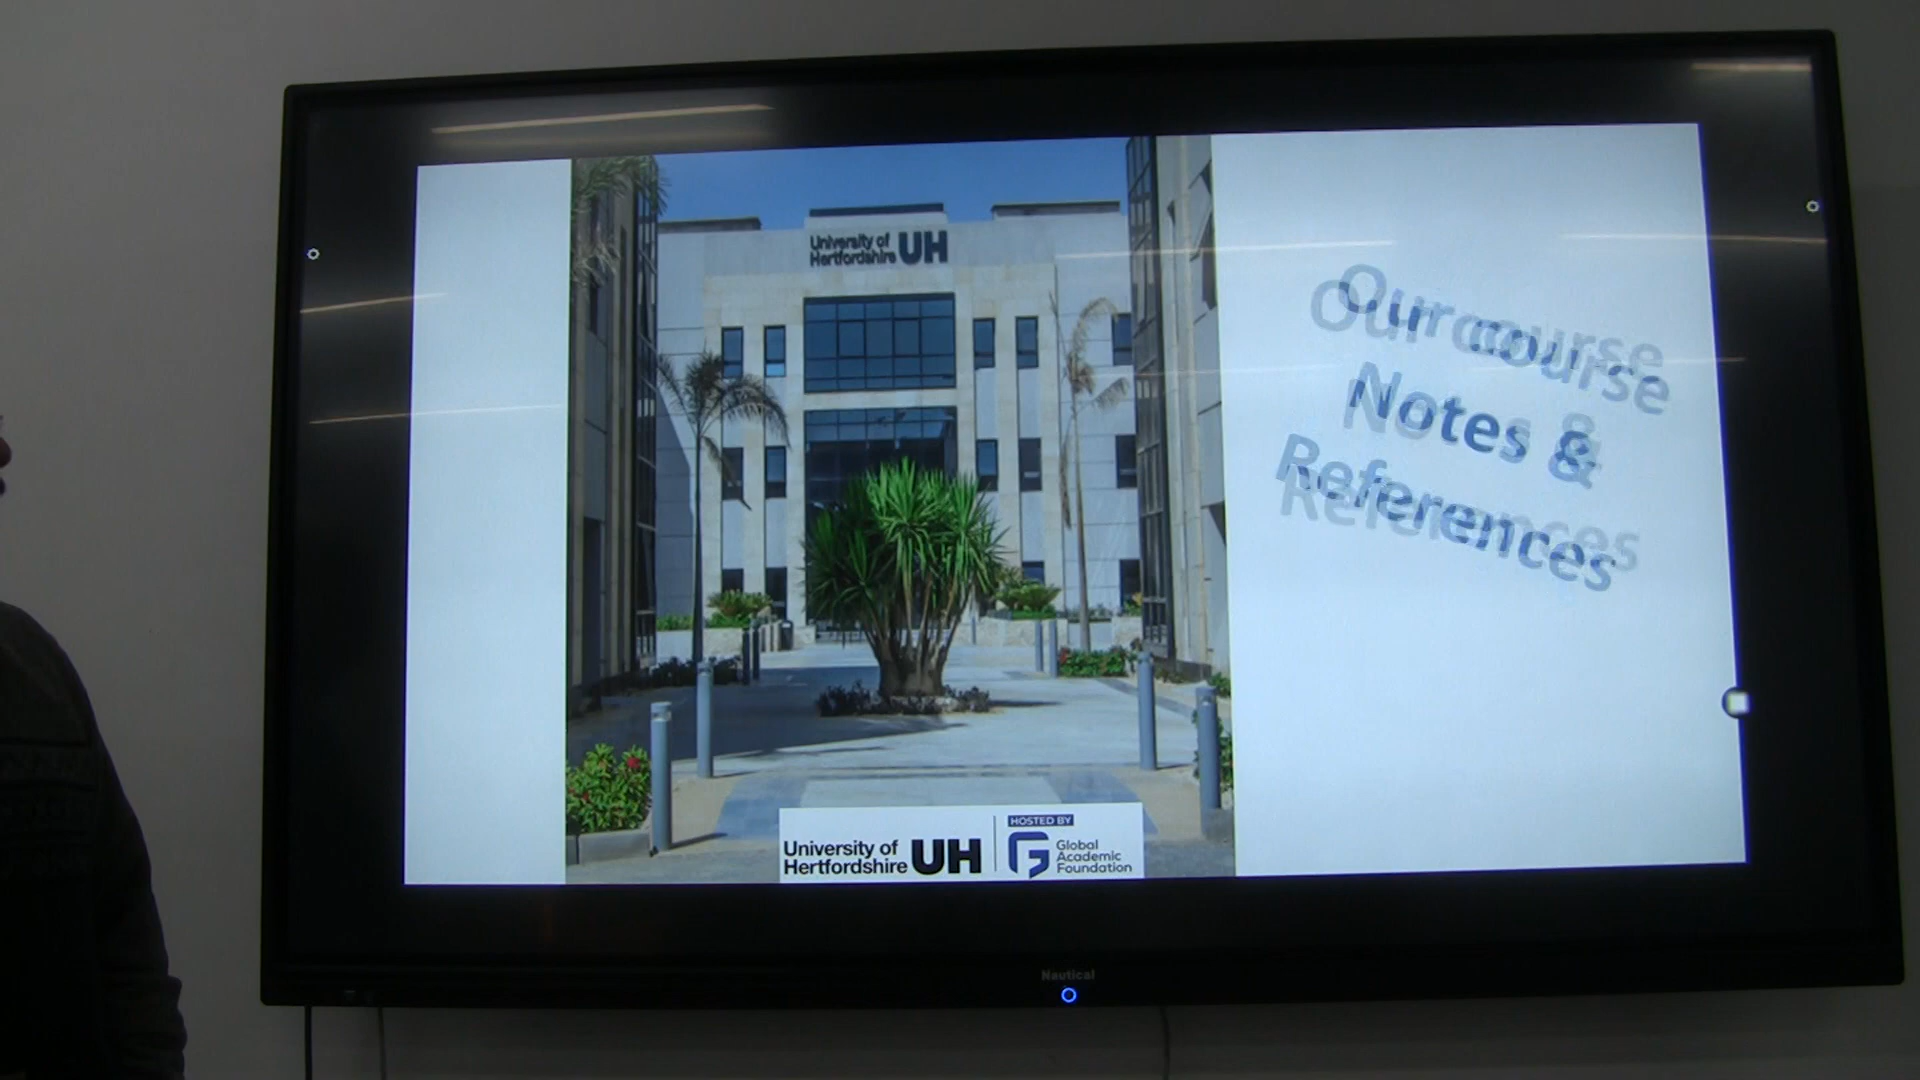 University of
Hertfordshire UH
Our course
Notes &
References
University of
Hertfordshire UH
HOSTED BY
Global
Academic
Foundation
Nautical